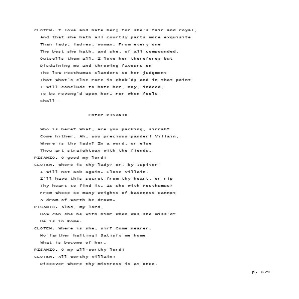 CLOTEN. I love and hate her; for she's fair and royal,
And that she hath all courtly parts more exquisite
Than lady, ladies, woman. From every one
The best she hath, and she, of all compounded,
Outsells them all. I love her therefore; but
Disdaining me and throwing favours on
The low Posthumus slanders so her judgment
That what's else rare is chok'd; and in that point
I will conclude to hate her, nay, indeed,
To be reveng'd upon her. For when fools
shall-
Enter PISANIO
Who is here? What, are you packing, sirrah?
Come hither. Ah, you precious pander! Villain,
Where is thy lady? In a word, or else
Thou art straightway with the fiends.
PISANIO. O good my lord!
CLOTEN. Where is thy lady? or, by Jupiter-
I will not ask again. Close villain,
I'll have this secret from thy heart, or rip
Thy heart to find it. Is she with Posthumus?
From whose so many weights of baseness cannot
A dram of worth be drawn.
PISANIO. Alas, my lord,
How can she be with him? When was she miss'd?
He is in Rome.
CLOTEN. Where is she, sir? Come nearer.
No farther halting! Satisfy me home
What is become of her.
PISANIO. O my all-worthy lord!
CLOTEN. All-worthy villain!
Discover where thy mistress is at once,